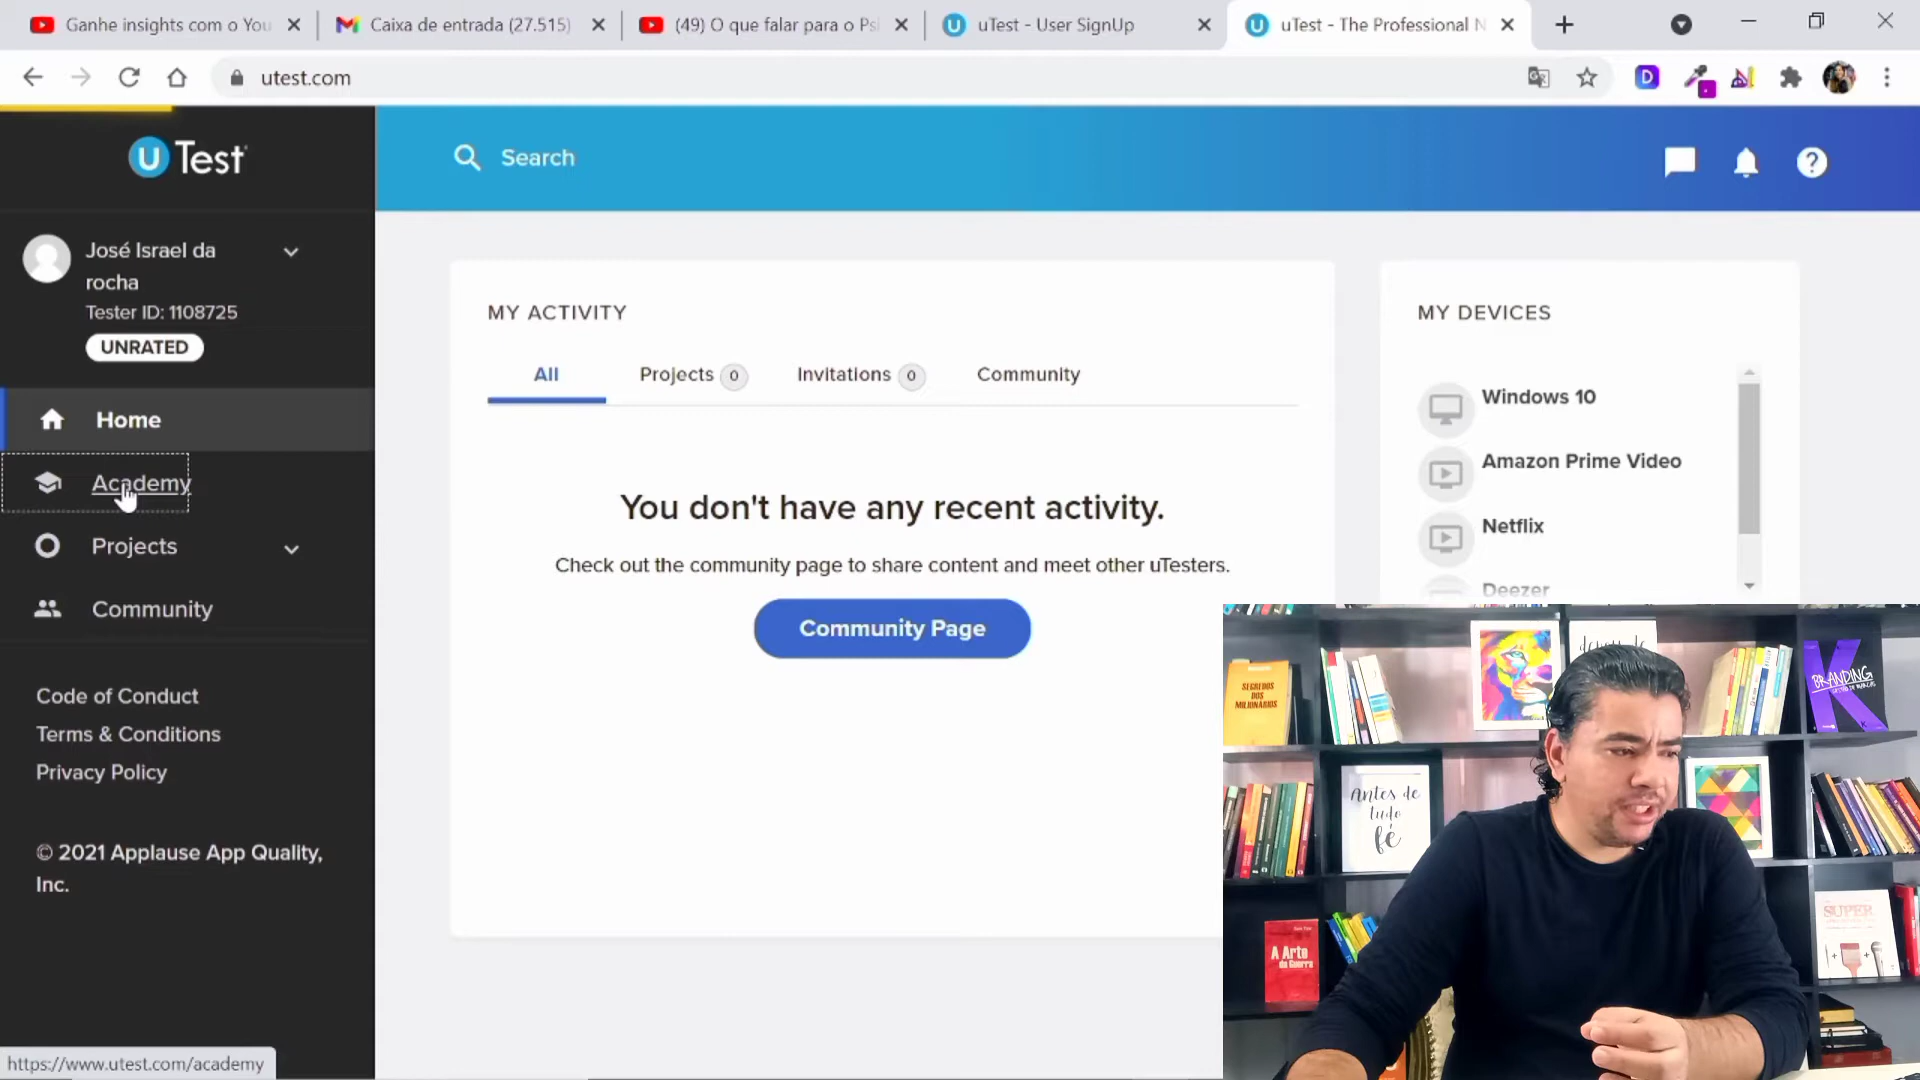 Ganhe insights com o You
Caixa de entrada (27.515)
(49) O que falar para o Psi
uTest - User SignUp
uTest - The Professional N
utest.com
uTest
Search
José Israel da
rocha
Tester ID: 1108725
UNRATED
Home
Academy
Projects
Community
Code of Conduct
Terms & Conditions
Privacy Policy
© 2021 Applause App Quality,
Inc.
https://www.utest.com/academy
MY ACTIVITY
All
Projects 0
Invitations 0
Community
You don't have any recent activity.
Check out the community page to share content and meet other uTesters.
Community Page
MY DEVICES
Windows 10
Amazon Prime Video
Netflix
Deezer
SEGREDOS
DOS
MILIONÁRIOS
BRANDING
Antes de
tudo
fé
A Arte
da Guerra
SUPER